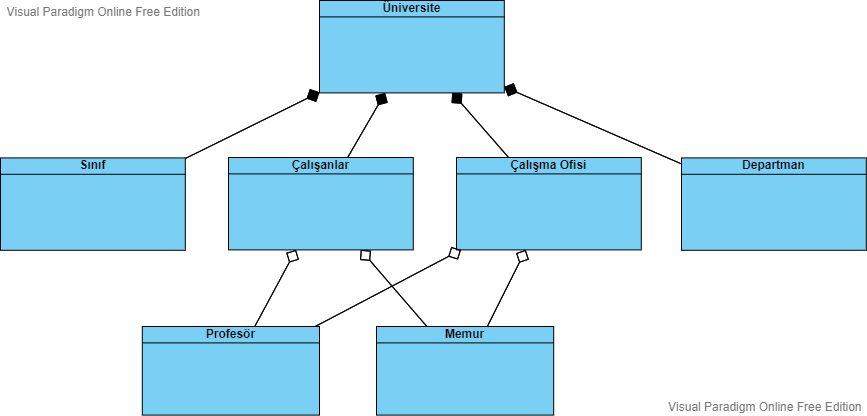 Visual Paradigm Online Free Edition
Üniversite
Sınıf
Çalışanlar
Çalışma Ofisi
Departman
Profesör
Memur
Visual Paradigm Online Free Edition